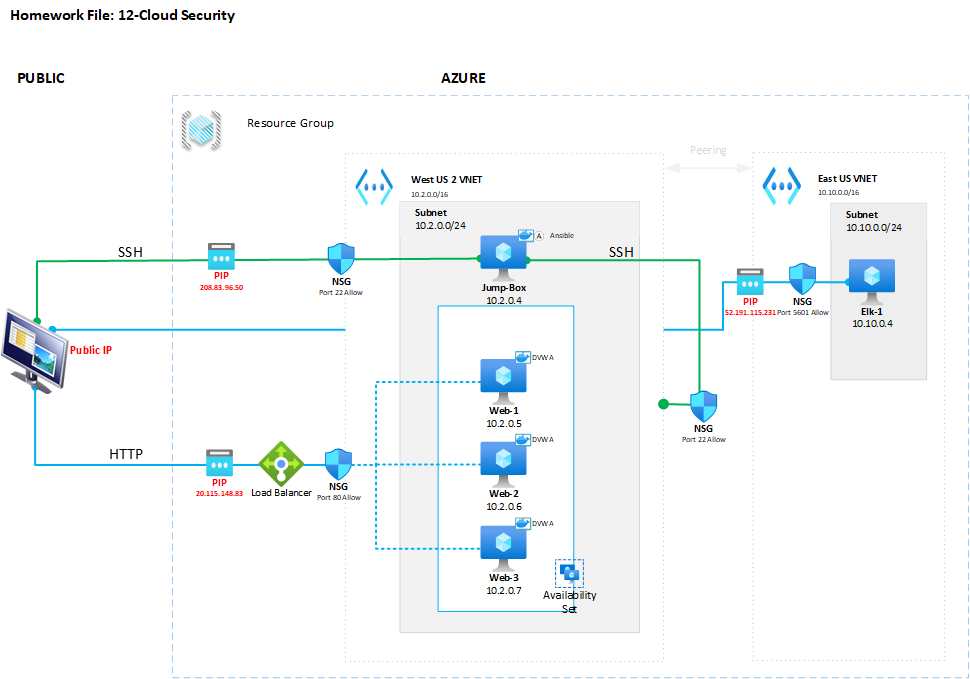 Homework File: 12-Cloud Security
PUBLIC
AZURE
Resource Group
Peering
West US 2 VNET
10.2.0.0/16
East US VNET
10.10.0.0/16
Subnet
10.2.0.0/24
Subnet
10.10.0.0/24
A
Ansible
SSH
SSH
PIP
208.83.96.50
NSG
Port 22 Allow
Jump-Box
10.2.0.4
PIP
52.191.115.231
NSG
Port 5601 Allow
Elk-1
10.10.0.4
Public IP
DVWA
Web-1
10.2.0.5
NSG
Port 22 Allow
DVWA
HTTP
PIP
20.115.148.83
Load Balancer
NSG
Port 80 Allow
Web-2
10.2.0.6
DVWA
Web-3
10.2.0.7
Availability
Set